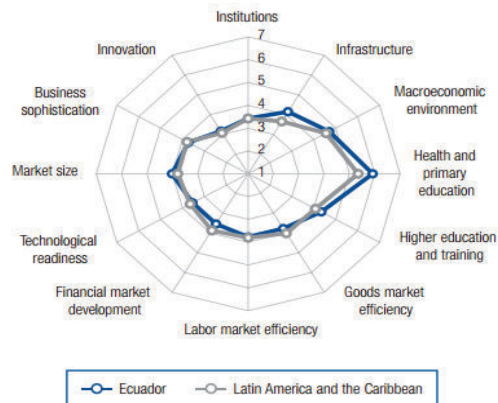 Institutions
7
6
5
4
3
2
1
Infrastructure
Macroeconomic
environment
Health and
primary
education
Higher education
and training
Goods market
efficiency
Labor market efficiency
Financial market
development
Technological
readiness
Market size
Business
sophistication
Innovation
Ecuador
Latin America and the Caribbean